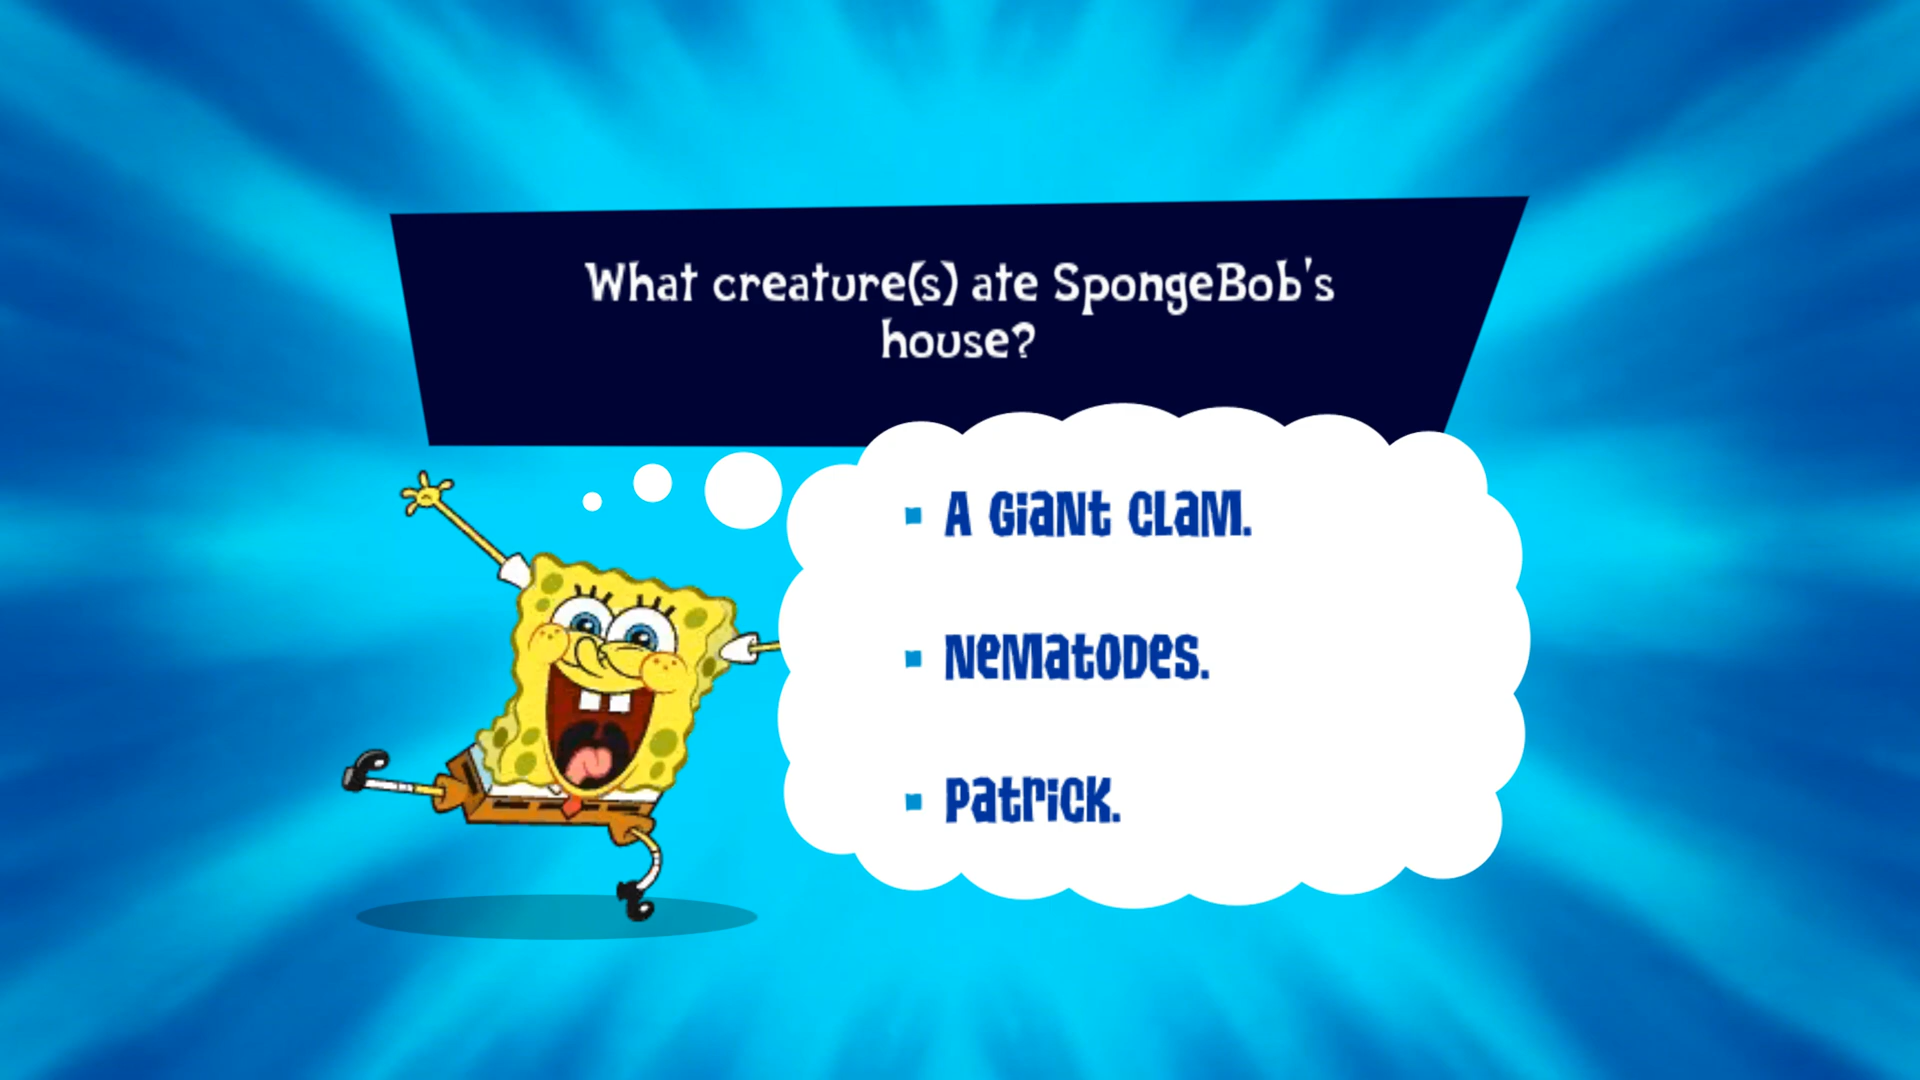 What creature(s) ate SpongeBob's
house?
A Giant Clam.
Nematodes.
Patrick.